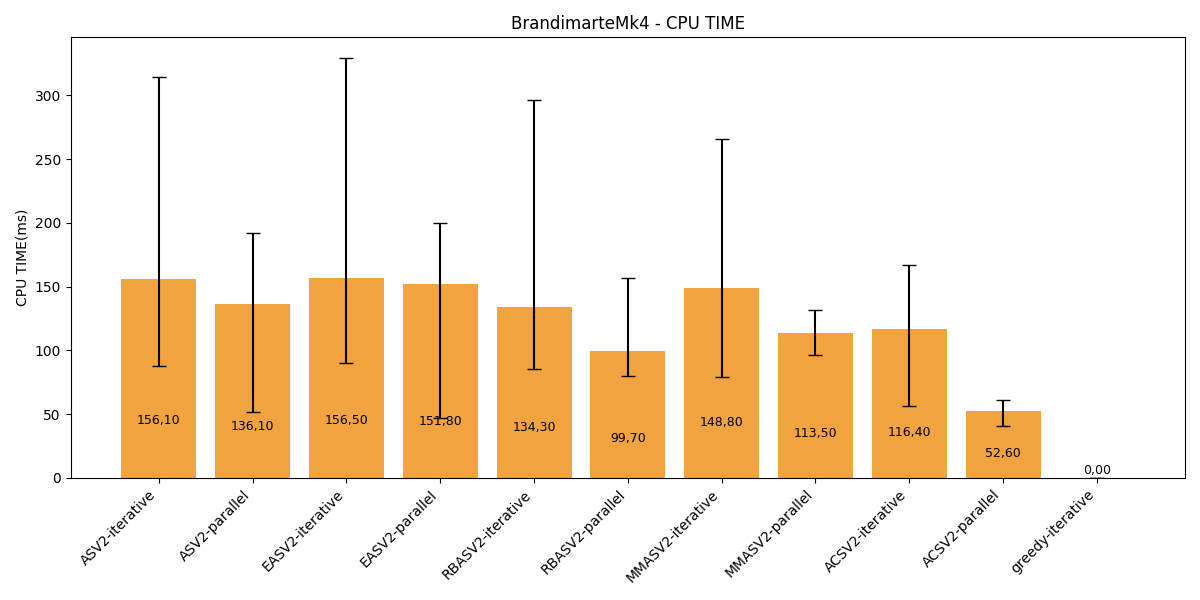 BrandimarteMk4 - CPU TIME
CPU TIME(ms)
300
250
200
150
100
50
0
156,10
136,10
156,50
151,80
134,30
99,70
148,80
113,50
116,40
52,60
0,00
ASV2-iterative
ASV2-parallel
EASV2-iterative
EASV2-parallel
RBASV2-iterative
RBASV2-parallel
MMASV2-iterative
MMASV2-parallel
ACSV2-iterative
ACSV2-parallel
greedy-iterative